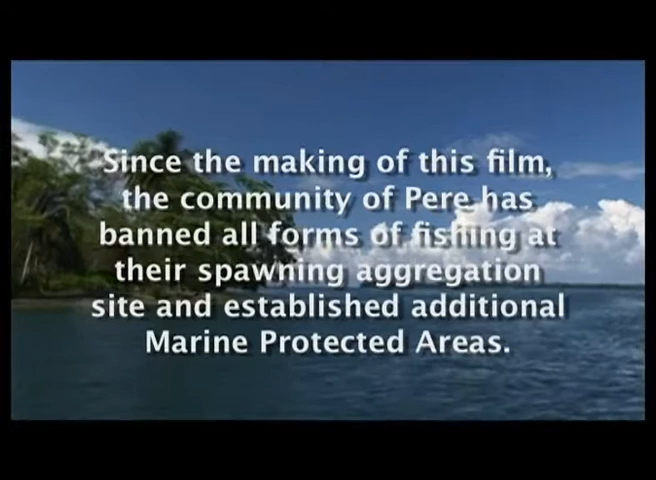 Since the making of this film,
the community of Pere has
banned all forms of fishing at
their spawning aggregation
site and established additional
Marine Protected Areas.